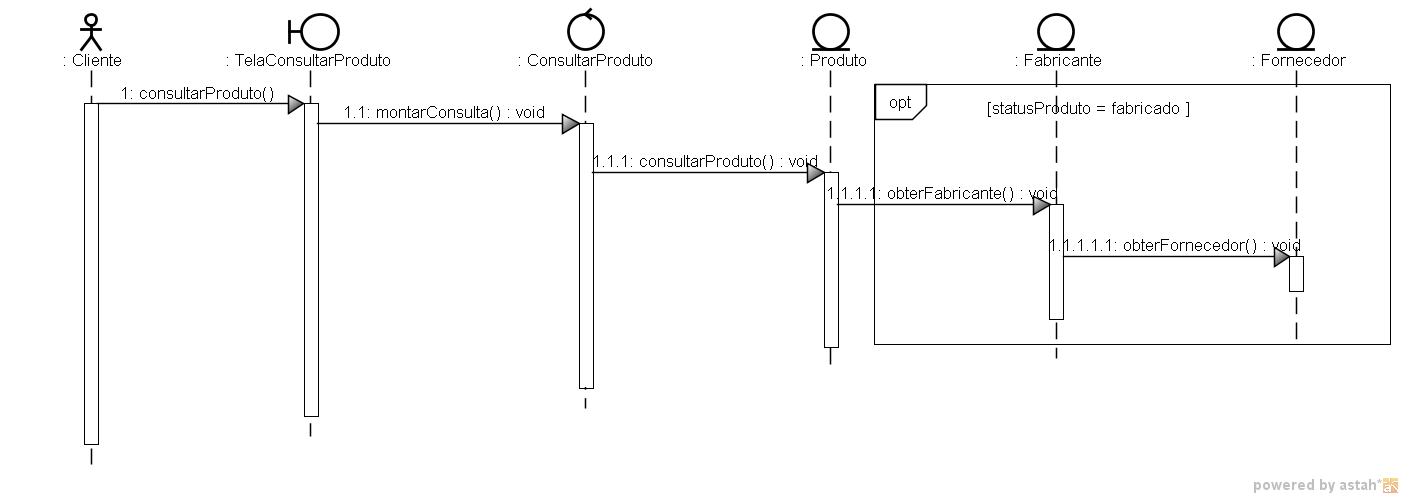 : Cliente
: TelaConsultarProduto
: ConsultarProduto
: Produto
: Fabricante
: Fornecedor
1: consultarProduto()
opt
[statusProduto = fabricado ]
1.1: montarConsulta() : void
1.1.1: consultarProduto() : void
1.1.1.1: obterFabricante() : void
1.1.1.1.1: obterFornecedor() : void
powered by astah*